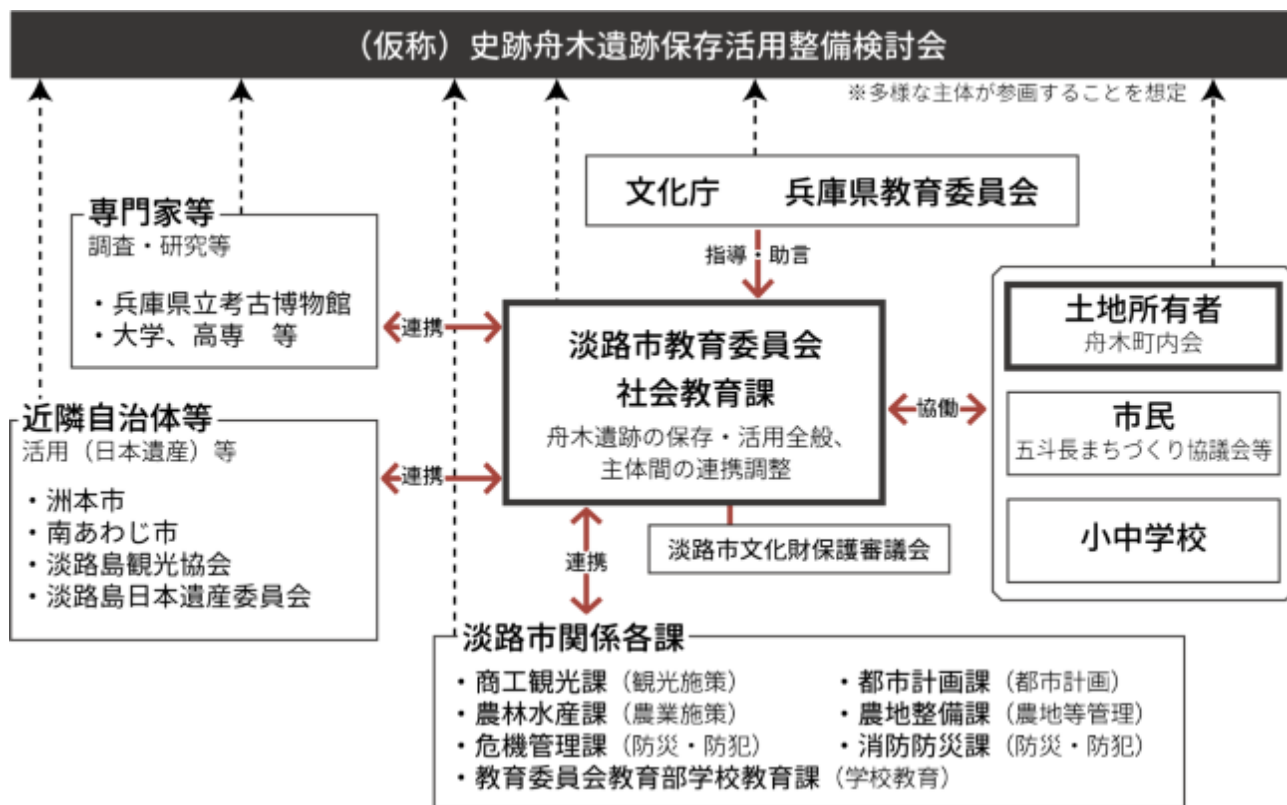 （仮称）史跡舟木遺跡保存活用整備検討会
※多様な主体が参画することを想定
文化庁　兵庫県教育委員会
指導・助言
専門家等
調査・研究等
・兵庫県立考古博物館
・大学、高専　等
連携
淡路市教育委員会
社会教育課
舟木遺跡の保存・活用全般、
主体間の連携調整
協働
土地所有者
舟木町内会
市民
五斗長まちづくり協議会等
小中学校
近隣自治体等
活用（日本遺産）等
・洲本市
・南あわじ市
・淡路島観光協会
・淡路島日本遺産委員会
連携
淡路市文化財保護審議会
連携
淡路市関係各課
・商工観光課（観光施策）
・農林水産課（農業施策）
・危機管理課（防災・防犯）
・教育委員会教育部学校教育課（学校教育）
・都市計画課（都市計画）
・農地整備課（農地等管理）
・消防防災課（防災・防犯）